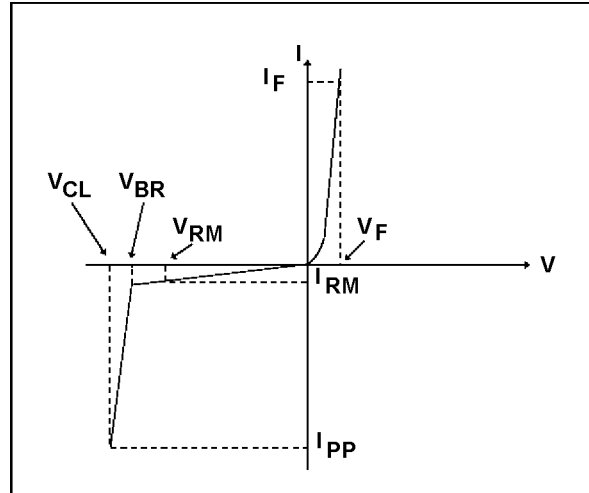 I
I_F
V_CL
V_BR
V_RM
V_F
V
I_RM
I_PP